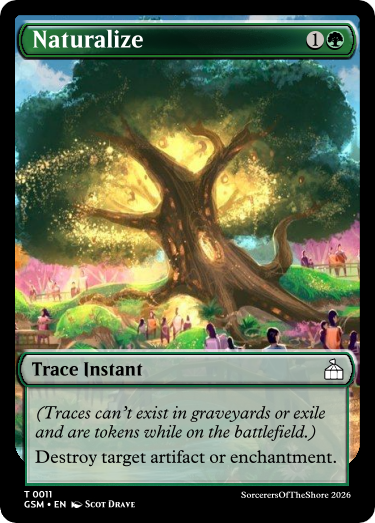 Naturalize 1
Trace Instant
(Traces can't exist in graveyards or exile
and are tokens while on the battlefield.)
Destroy target artifact or enchantment.
T 0011
GSM • EN Scot Drave
SorcerersOfTheShore 2026